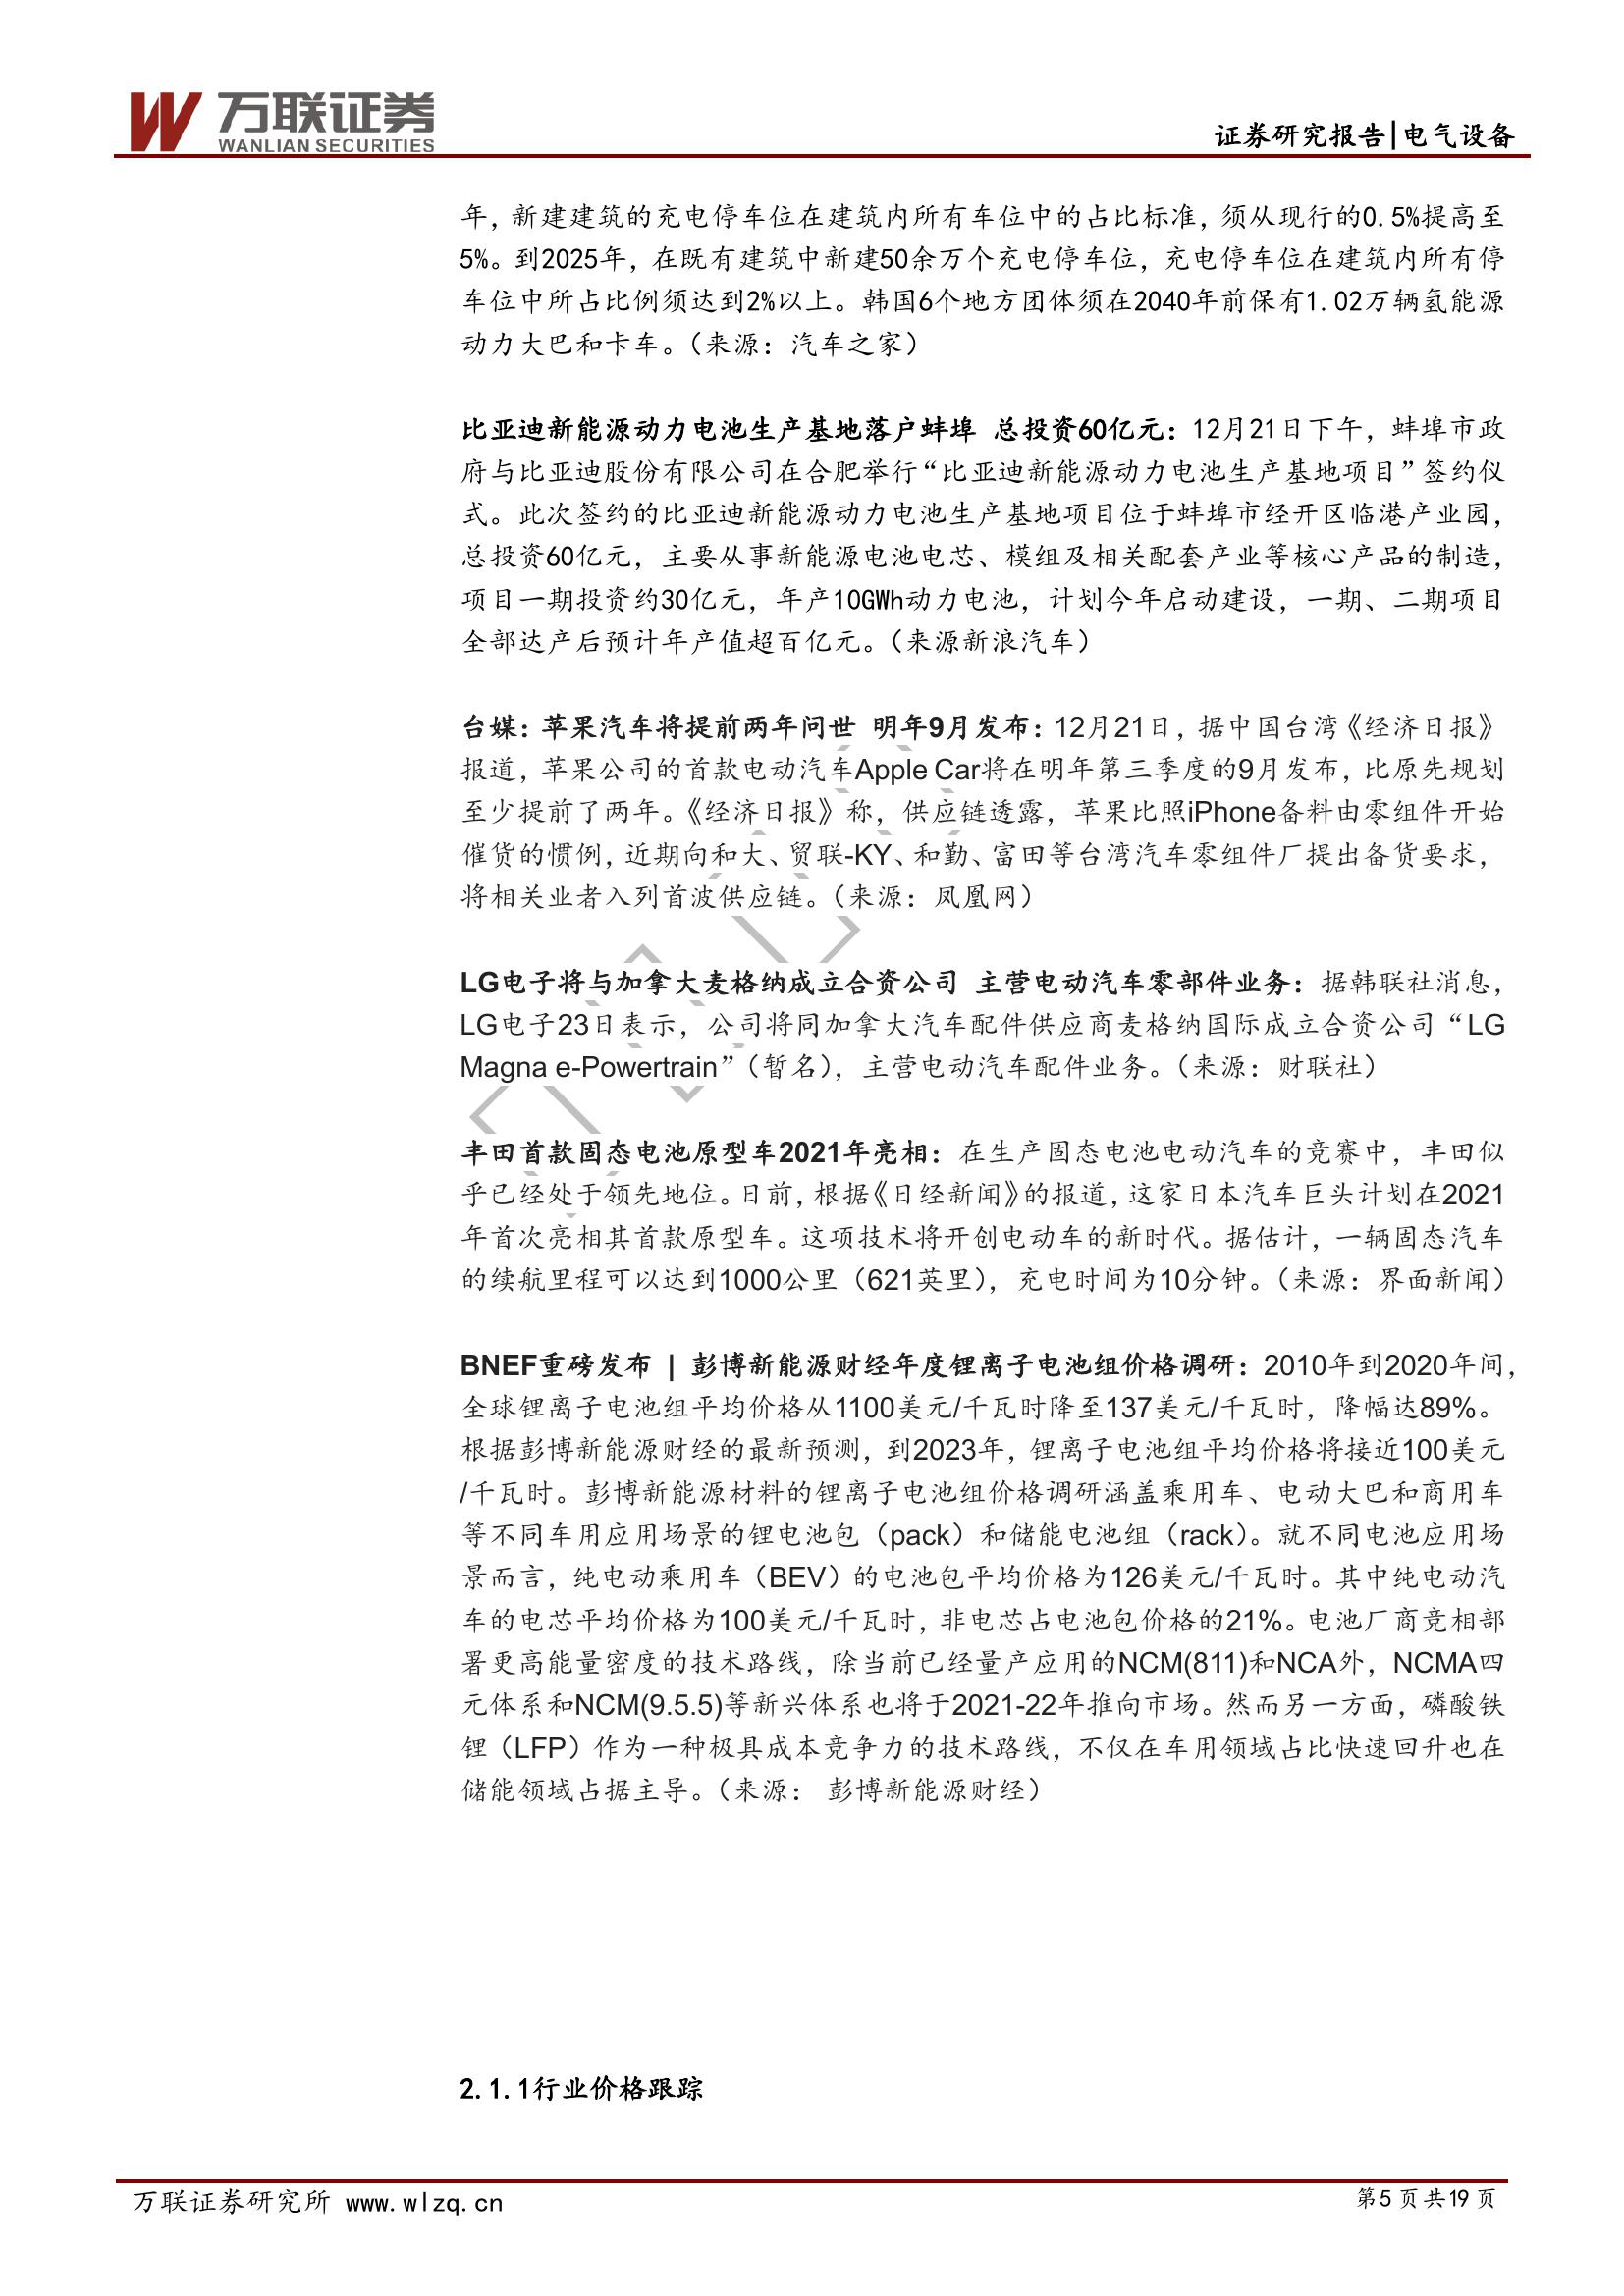 万联证券
WANLIAN SECURITIES
证券研究报告|电气设备
年，新建建筑的充电停车位在建筑内所有车位中的占比标准，须从现行的0.5%提高至
5%。到2025年，在既有建筑中新建50余万个充电停车位，充电停车位在建筑内所有停
车位中所占比例须达到2%以上。韩国6个地方团体须在2040年前保有1.02万辆氢能源
动力大巴和卡车。（来源：汽车之家）
比亚迪新能源动力电池生产基地落户蚌埠 总投资60亿元：12月21日下午，蚌埠市政
府与比亚迪股份有限公司在合肥举行“比亚迪新能源动力电池生产基地项目”签约仪
式。此次签约的比亚迪新能源动力电池生产基地项目位于蚌埠市经开区临港产业园，
总投资60亿元，主要从事新能源电池电芯、模组及相关配套产业等核心产品的制造，
项目一期投资约30亿元，年产10GWh动力电池，计划今年启动建设，一期、二期项目
全部达产后预计年产值超百亿元。（来源新浪汽车）
台媒：苹果汽车将提前两年问世 明年9月发布：12月21日，据中国台湾《经济日报》
报道，苹果公司的首款电动汽车Apple Car将在明年第三季度的9月发布，比原先规划
至少提前了两年。《经济日报》称，供应链透露，苹果比照iPhone备料由零组件开始
催货的惯例，近期向和大、贸联-KY、和勤、富田等台湾汽车零组件厂提出备货要求，
将相关业者入列首波供应链。（来源：凤凰网）
LG电子将与加拿大麦格纳成立合资公司 主营电动汽车零部件业务：据韩联社消息，
LG电子23日表示，公司将同加拿大汽车配件供应商麦格纳国际成立合资公司“LG
Magna e-Powertrain”（暂名），主营电动汽车配件业务。（来源：财联社）
丰田首款固态电池原型车2021年亮相：在生产固态电池电动汽车的竞赛中，丰田似
乎已经处于领先地位。日前，根据《日经新闻》的报道，这家日本汽车巨头计划在2021
年首次亮相其首款原型车。这项技术将开创电动车的新时代。据估计，一辆固态汽车
的续航里程可以达到1000公里（621英里），充电时间为10分钟。（来源：界面新闻）
BNEF重磅发布 | 彭博新能源财经年度锂离子电池组价格调研：2010年到2020年间，
全球锂离子电池组平均价格从1100美元/千瓦时降至137美元/千瓦时，降幅达89%。
根据彭博新能源财经的最新预测，到2023年，锂离子电池组平均价格将接近100美元
/千瓦时。彭博新能源材料的锂离子电池组价格调研涵盖乘用车、电动大巴和商用车
等不同车用应用场景的锂电池包（pack）和储能电池组（rack）。就不同电池应用场
景而言，纯电动乘用车（BEV）的电池包平均价格为126美元/千瓦时。其中纯电动汽
车的电芯平均价格为100美元/千瓦时，非电芯占电池包价格的21%。电池厂商竞相部
署更高能量密度的技术路线，除当前已经量产应用的NCM(811)和NCA外，NCMA四
元体系和NCM(9.5.5)等新兴体系也将于2021-22年推向市场。然而另一方面，磷酸铁
锂（LFP）作为一种极具成本竞争力的技术路线，不仅在车用领域占比快速回升也在
储能领域占据主导。（来源： 彭博新能源财经）
2.1.1行业价格跟踪
万联证券研究所 www.wlzq.cn
第5页共19页